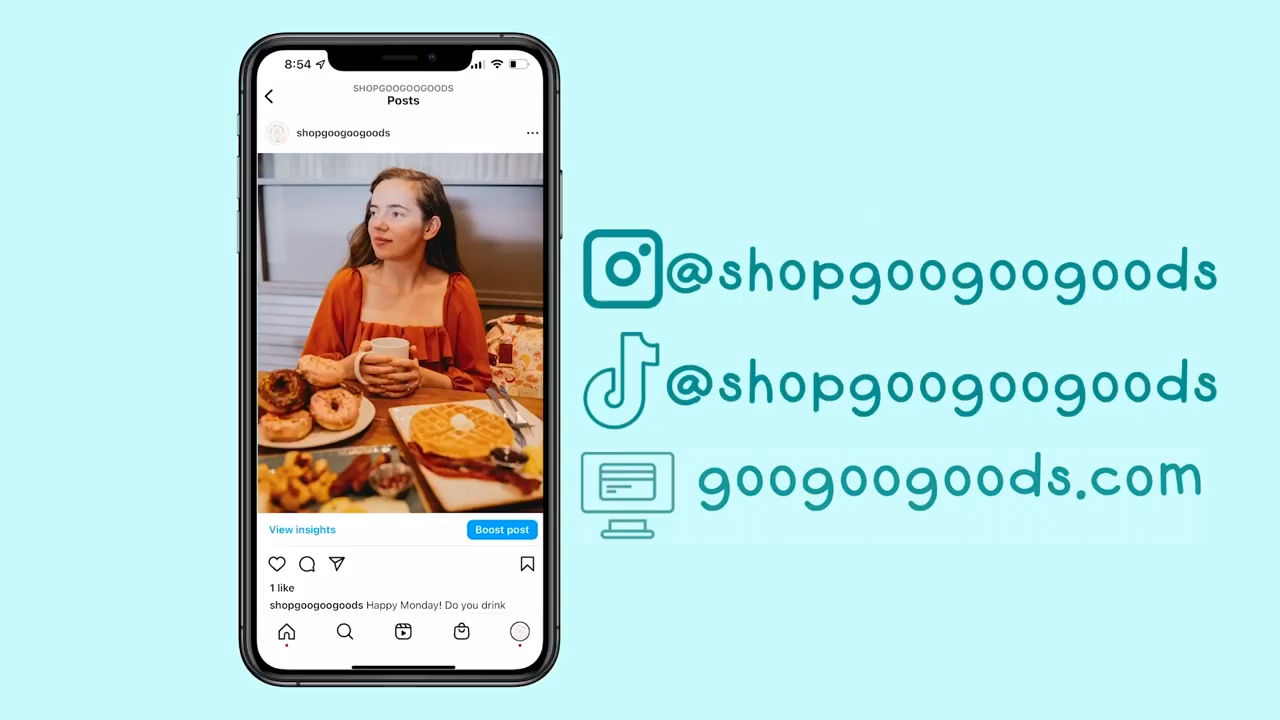 8:54
SHOPGOOGOOGOODS
Posts
shopgoogoogoods
View insights
Boost post
1 like
shopgoogoogoods Happy Monday! Do you drink
@shopgoogoogoods
@shopgoogoogoods
googoogoods.com